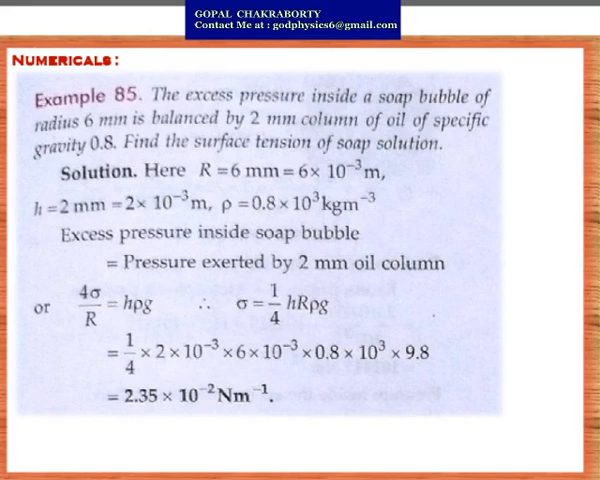 GOPAL CHAKRABORTY
Contact Me at : godphysics6@gmail.com
NUMERICALS :
Example 85. The excess pressure inside a soap bubble of
radius 6 mm is balanced by 2 mm column of oil of specific
gravity 0.8. Find the surface tension of soap solution.
Solution. Here R = 6 mm = 6 × 10⁻³ m,
h = 2 mm = 2 × 10⁻³ m, ρ = 0.8 × 10³ kgm⁻³
Excess pressure inside soap bubble
= Pressure exerted by 2 mm oil column
or 4σ/R = hρg ∴ σ = 1/4 hRρg
= 1/4 × 2 × 10⁻³ × 6 × 10⁻³ × 0.8 × 10³ × 9.8
= 2.35 × 10⁻² Nm⁻¹.